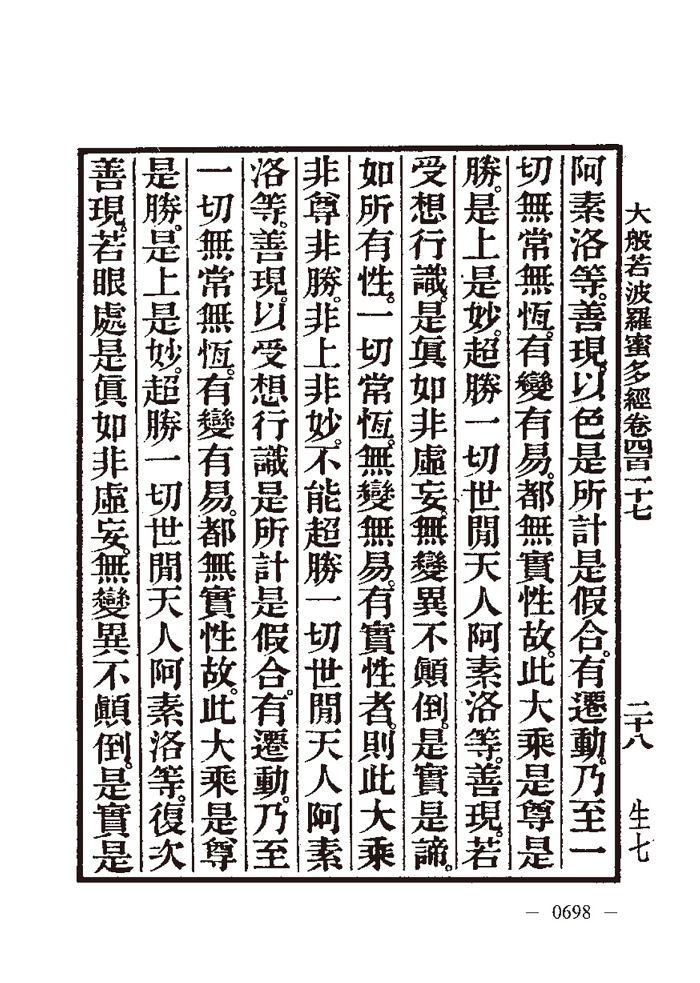 大般若波羅蜜多經卷四百一十七 二十八 生七
阿素洛等。善現。以色是所計是假合。有遷動。乃至一
切無常無恆。有變有易。都無實性故。此大乘是尊是
勝。是上是妙。超勝一切世閒天人阿素洛等。善現。若
受想行識。是眞如非虛妄。無變異不顚倒。是實是諦。
如所有性。一切常恆。無變無易。有實性者。則此大乘
非尊非勝。非上非妙。不能超勝一切世閒天人阿素
洛等。善現。以受想行識是所計是假合。有遷動。乃至
一切無常無恆。有變有易。都無實性故。此大乘是尊
是勝。是上是妙。超勝一切世閒天人阿素洛等。復次
善現。若眼處是眞如非虛妄。無變異不顚倒。是實是
— 0698 —